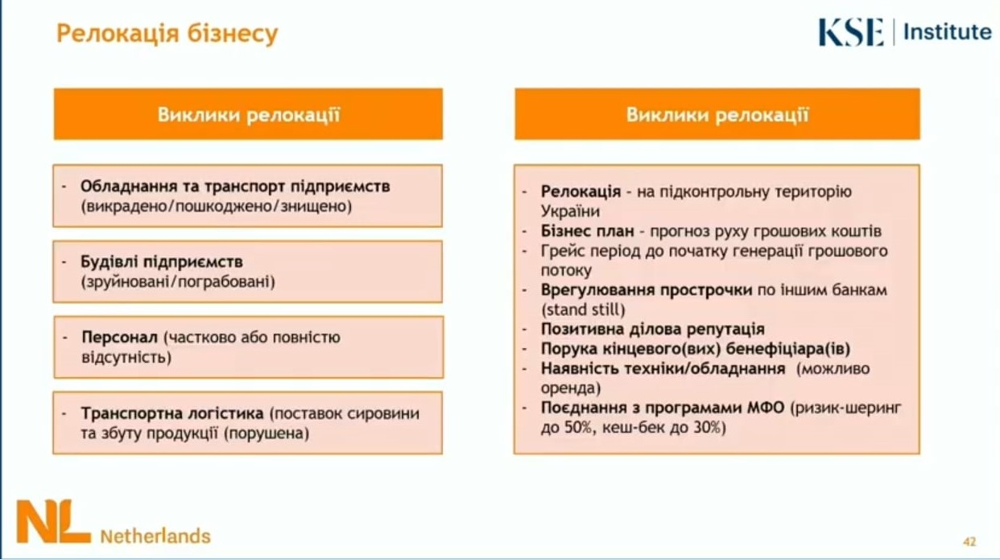 Релокація бізнесу
KSE Institute
Виклики релокації
- Обладнання та транспорт підприємств
(викрадено/пошкоджено/знищено)
- Будівлі підприємств
(зруйновані/пограбовані)
- Персонал (частково або повністю
відсутність)
- Транспортна логістика (поставок сировини
та збуту продукції (порушена)
Виклики релокації
- Релокація - на підконтрольну територію
України
- Бізнес план - прогноз руху грошових коштів
- Грейс період до початку генерації грошового
потоку
- Врегулювання прострочки по іншим банкам
(stand still)
- Позитивна ділова репутація
- Порука кінцевого(вих) бенефіціара(ів)
- Наявність техніки/обладнання (можливо
оренда)
- Поєднання з програмами МФО (ризик-шеринг
до 50%, кеш-бек до 30%)
NL Netherlands
42